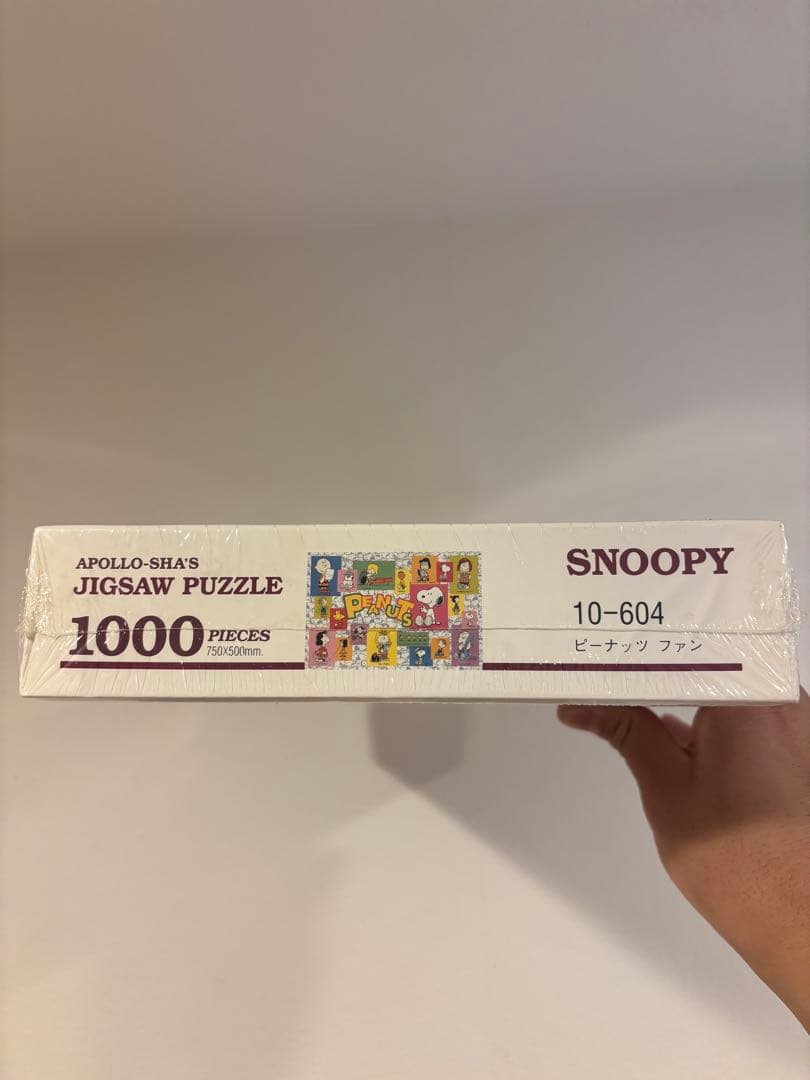 APOLLO-SHA'S
JIGSAW PUZZLE
1000 PIECES
750X500mm.
PEANUTS
SNOOPY
10-604
ピーナッツ ファン